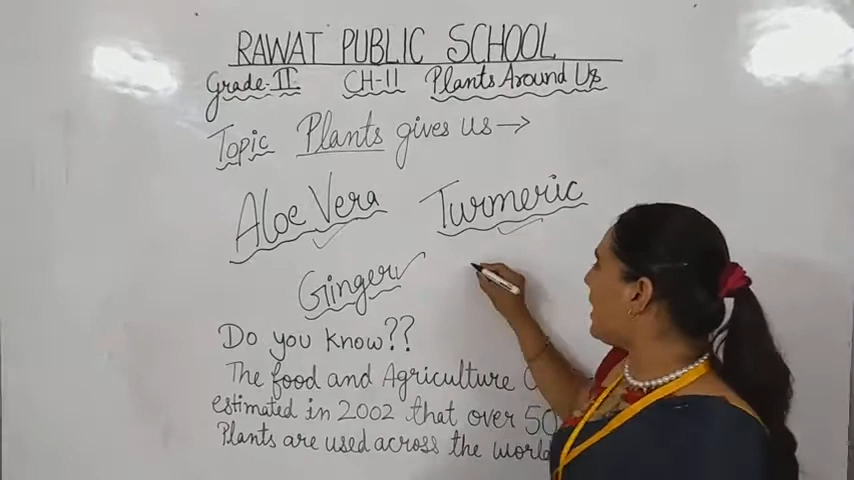 RAWAT PUBLIC SCHOOL
Grade-II CH-11 Plants Around Us
Topic Plants gives us →
Aloe Vera Turmeric
Ginger
Do you know??
The food and Agriculture
estimated in 2002 that over 50
Plants are used across the world